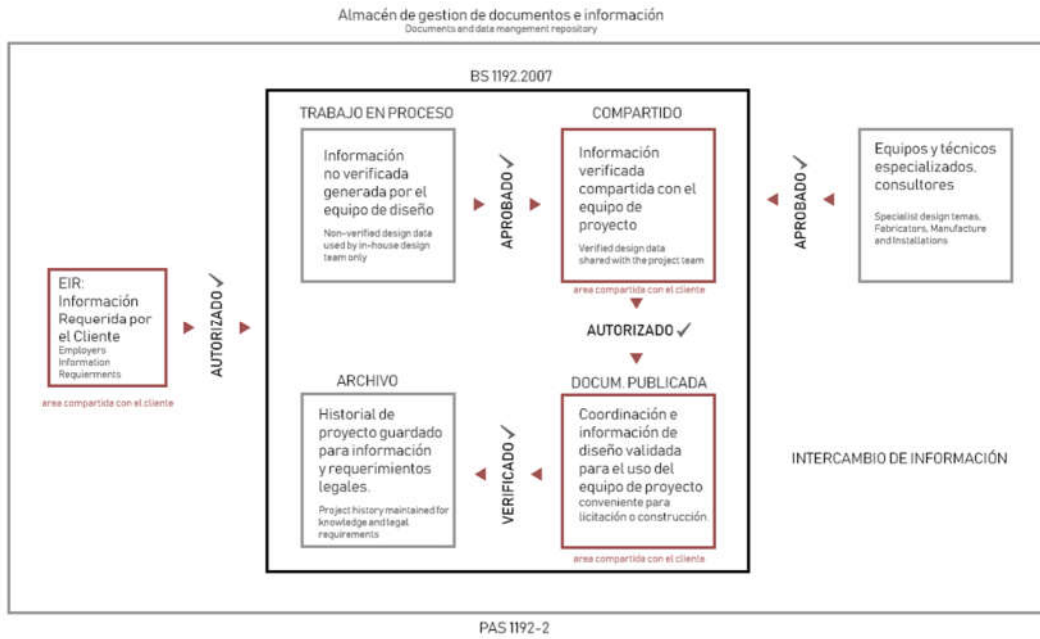 Almacén de gestion de documentos e información
Documents and data mangement repository
BS 1192.2007
TRABAJO EN PROCESO
Información
no verificada
generada por el
equipo de diseño
Non-verified design data
used by in-house design
team only
APROBADO
COMPARTIDO
Información
verificada
compartida con el
equipo de
proyecto
Verified design data
shared with the project team
area compartida con el cliente
APROBADO
Equipos y técnicos
especializados,
consultores
Specialist design temas,
Fabricators, Manufacture
and Installations
EIR:
Información
Requerida por
el Cliente
Employers
Information
Requierments
area compartida con el cliente
AUTORIZADO
AUTORIZADO
ARCHIVO
Historial de
proyecto guardado
para información
y requerimientos
legales.
Project history maintained for
knowledge and legal
requirements
VERIFICADO
DOCUM. PUBLICADA
Coordinación e
información de
diseño validada
para el uso del
equipo de proyecto
conveniente para
licitación o construcción.
area compartida con el cliente
INTERCAMBIO DE INFORMACIÓN
PAS 1192-2